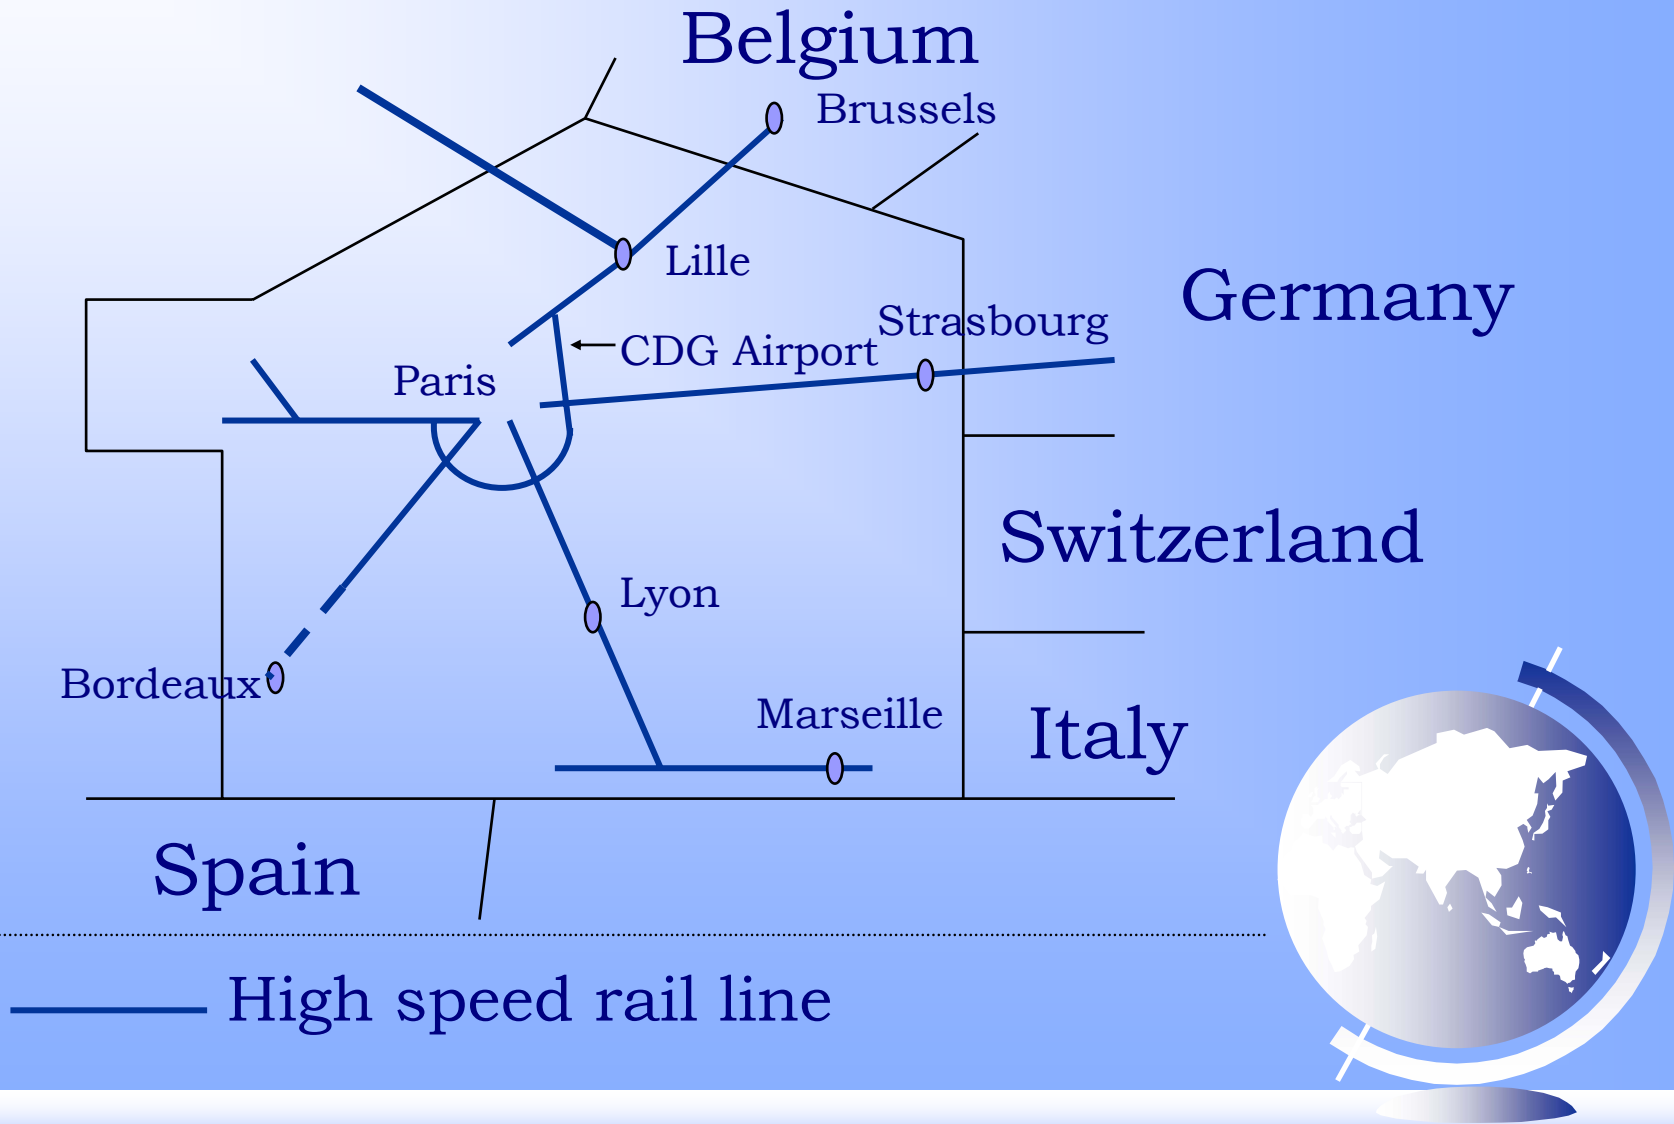 Belgium
Brussels
Lille
Germany
Strasbourg
CDG Airport
Paris
Switzerland
Lyon
Bordeaux
Marseille
Italy
Spain
High speed rail line